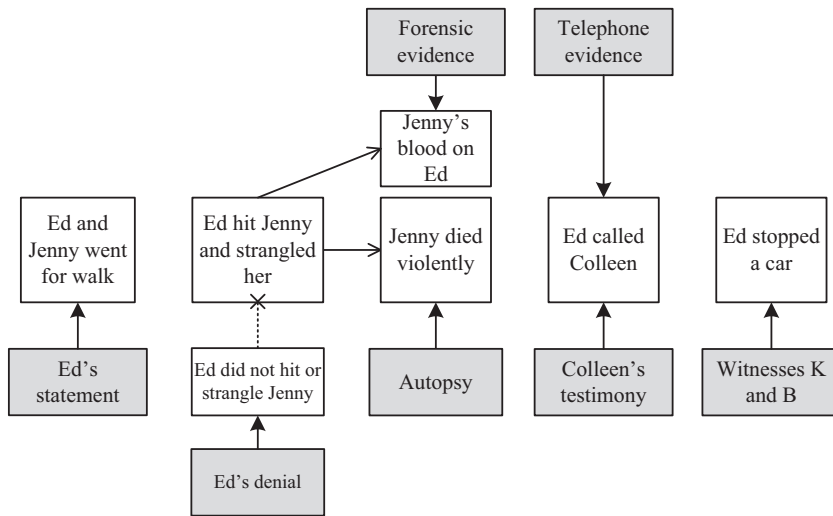 Forensic
evidence
Telephone
evidence
Jenny’s
blood on
Ed
Ed and
Jenny went
for walk
Ed hit Jenny
and strangled
her
Jenny died
violently
Ed called
Colleen
Ed stopped
a car
Ed’s
statement
Ed did not hit or
strangle Jenny
Autopsy
Colleen’s
testimony
Witnesses K
and B
Ed’s denial